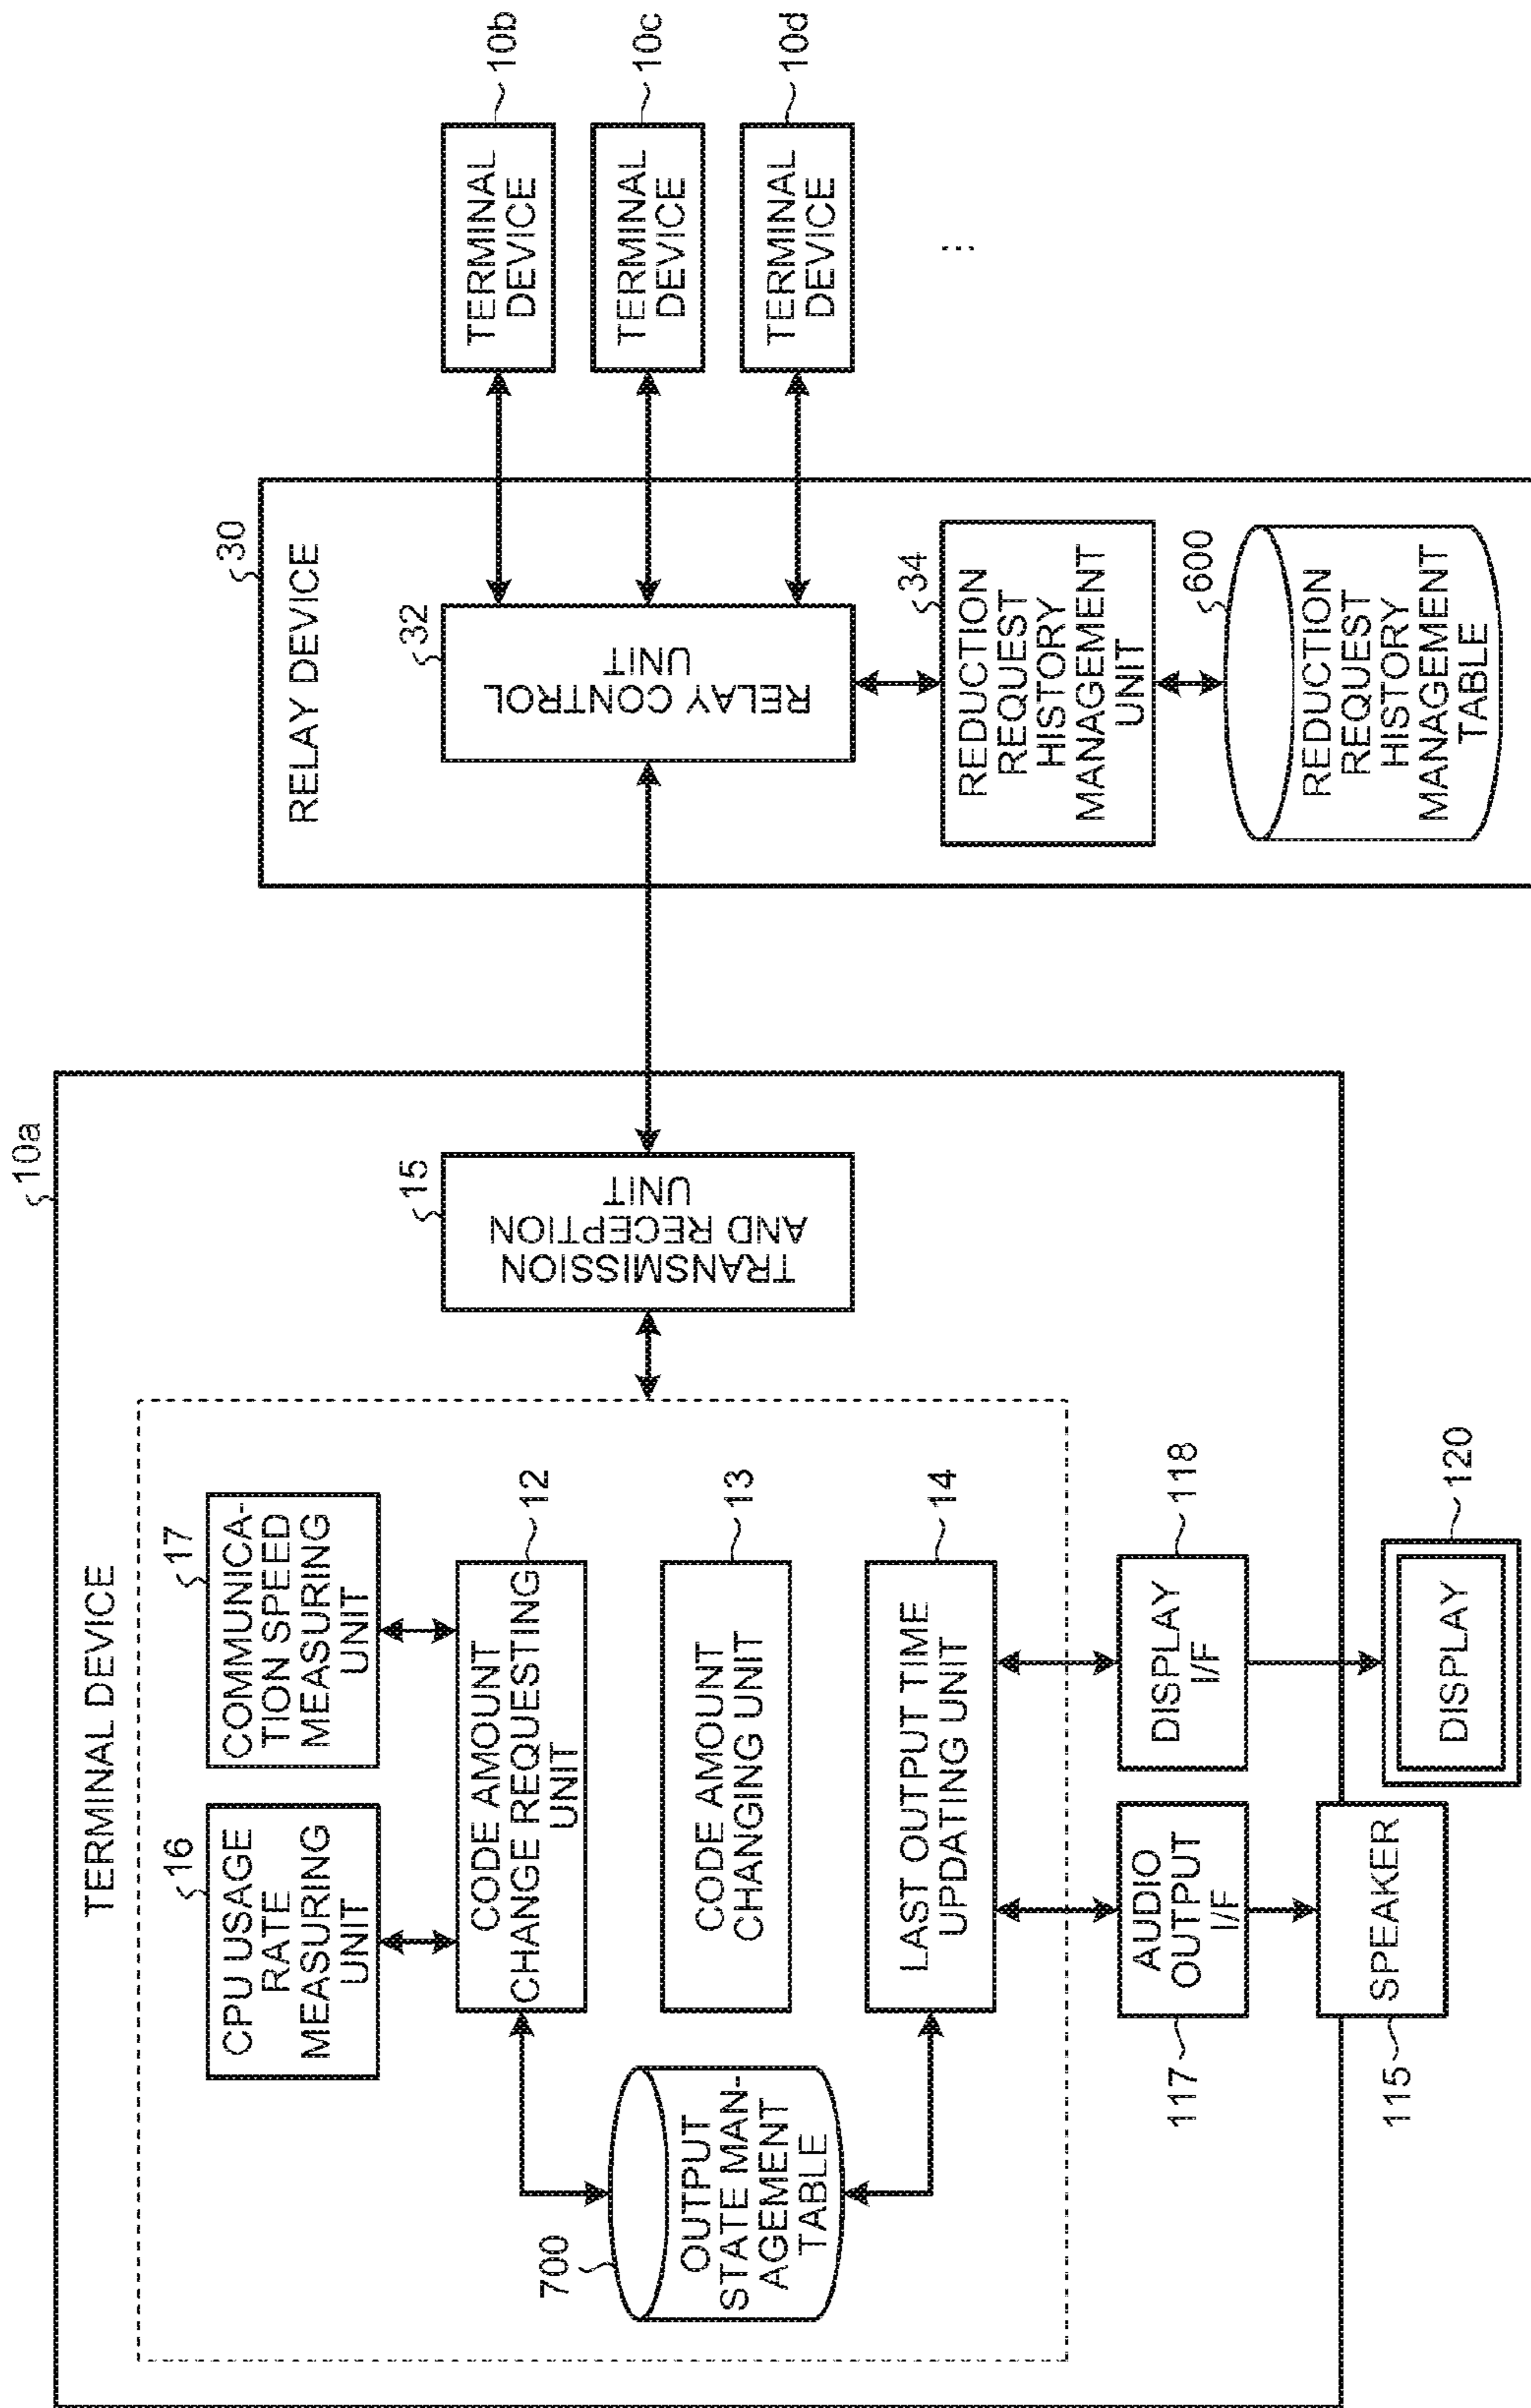 10a
TERMINAL DEVICE
16
CPU USAGE
RATE
MEASURING
UNIT
17
COMMUNICA-
TION SPEED
MEASURING
UNIT
CODE AMOUNT
CHANGE REQUESTING
UNIT
12
CODE AMOUNT
CHANGING UNIT
13
LAST OUTPUT TIME
UPDATING UNIT
14
700
OUTPUT
STATE MAN-
AGEMENT
TABLE
15
TRANSMISSION
AND RECEPTION
UNIT
117
AUDIO
OUTPUT
I/F
DISPLAY
I/F
118
115
SPEAKER
DISPLAY
120
30
RELAY DEVICE
32
RELAY CONTROL
UNIT
34
REDUCTION
REQUEST
HISTORY
MANAGEMENT
UNIT
600
REDUCTION
REQUEST
HISTORY
MANAGEMENT
TABLE
TERMINAL
DEVICE
10b
TERMINAL
DEVICE
10c
TERMINAL
DEVICE
10d
...